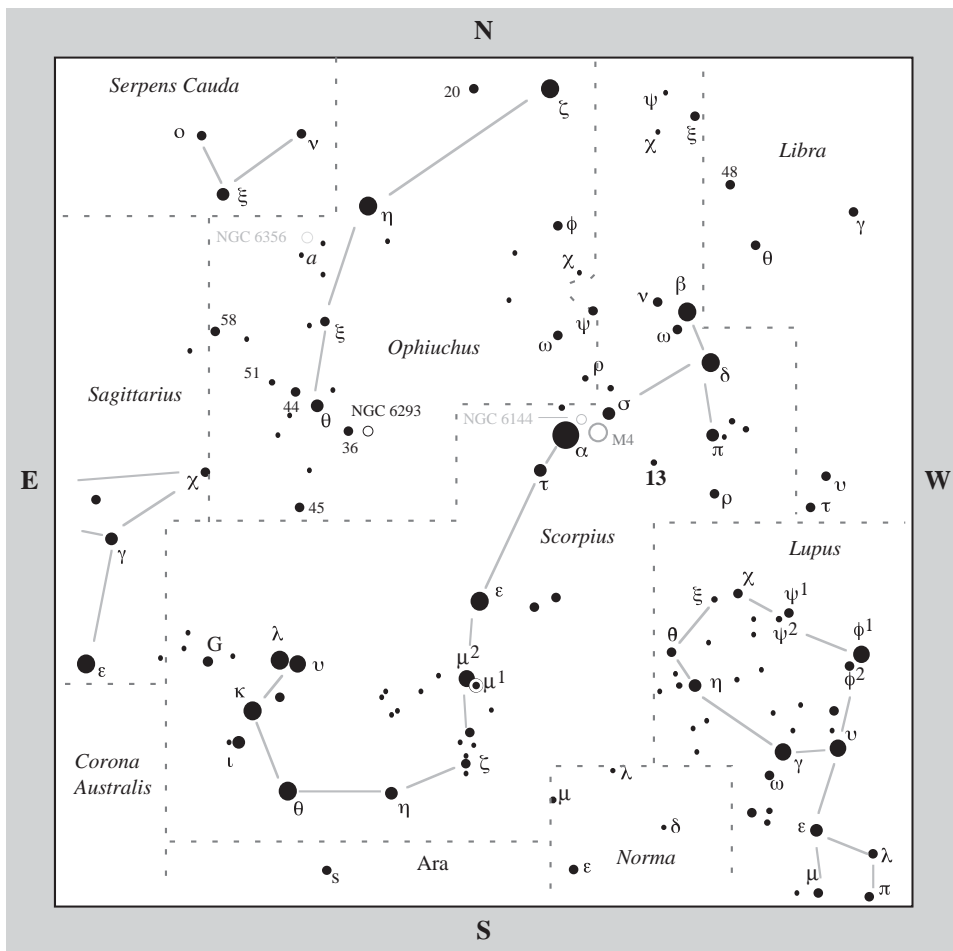 N
Serpens Cauda
20
ζ
ψ
ξ
χ
Libra
ο
ν
ξ
48
γ
η
φ
θ
NGC 6356
a
χ
ν
β
ψ
ω
58
ξ
ω
Ophiuchus
δ
ρ
51
Sagittarius
44
θ
NGC 6293
36
NGC 6144
σ
α
M4
π
E
χ
τ
13
υ
W
45
ρ
τ
γ
Scorpius
Lupus
ε
ξ
χ
ψ1
ψ2
θ
φ1
φ2
G
λ
υ
ε
μ2
μ1
η
κ
ι
ζ
γ
υ
Corona
Australis
θ
η
λ
ω
μ
δ
ε
Ara
Norma
λ
s
ε
μ
π
S